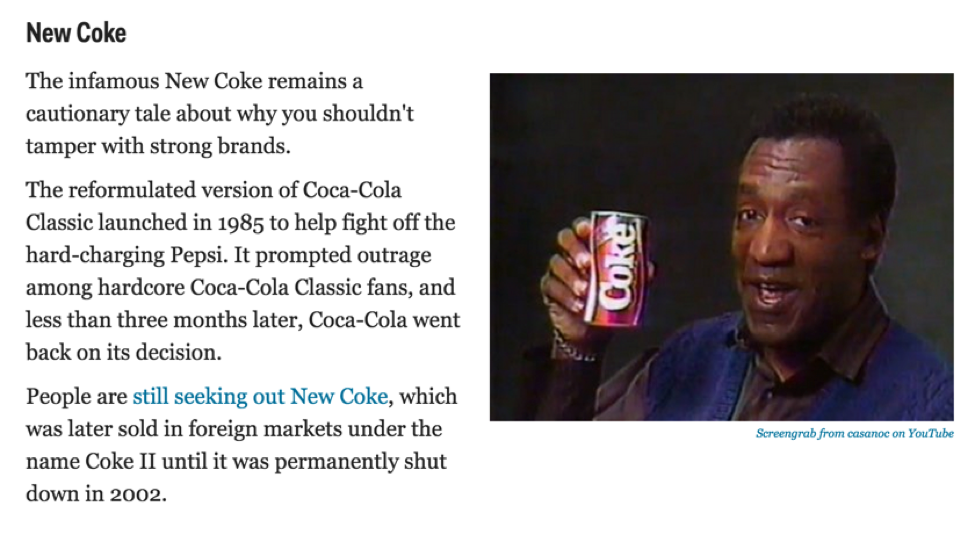 New Coke
The infamous New Coke remains a
cautionary tale about why you shouldn't
tamper with strong brands.
The reformulated version of Coca-Cola
Classic launched in 1985 to help fight off the
hard-charging Pepsi. It prompted outrage
among hardcore Coca-Cola Classic fans, and
less than three months later, Coca-Cola went
back on its decision.
People are still seeking out New Coke, which
was later sold in foreign markets under the
name Coke II until it was permanently shut
down in 2002.
Coke
Screengrab from casanoc on YouTube